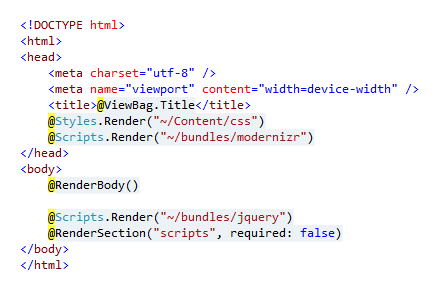 <!DOCTYPE html>
<html>
<head>
    <meta charset="utf-8" />
    <meta name="viewport" content="width=device-width" />
    <title>@ViewBag.Title</title>
    @Styles.Render("~/Content/css")
    @Scripts.Render("~/bundles/modernizr")
</head>
<body>
    @RenderBody()

    @Scripts.Render("~/bundles/jquery")
    @RenderSection("scripts", required: false)
</body>
</html>